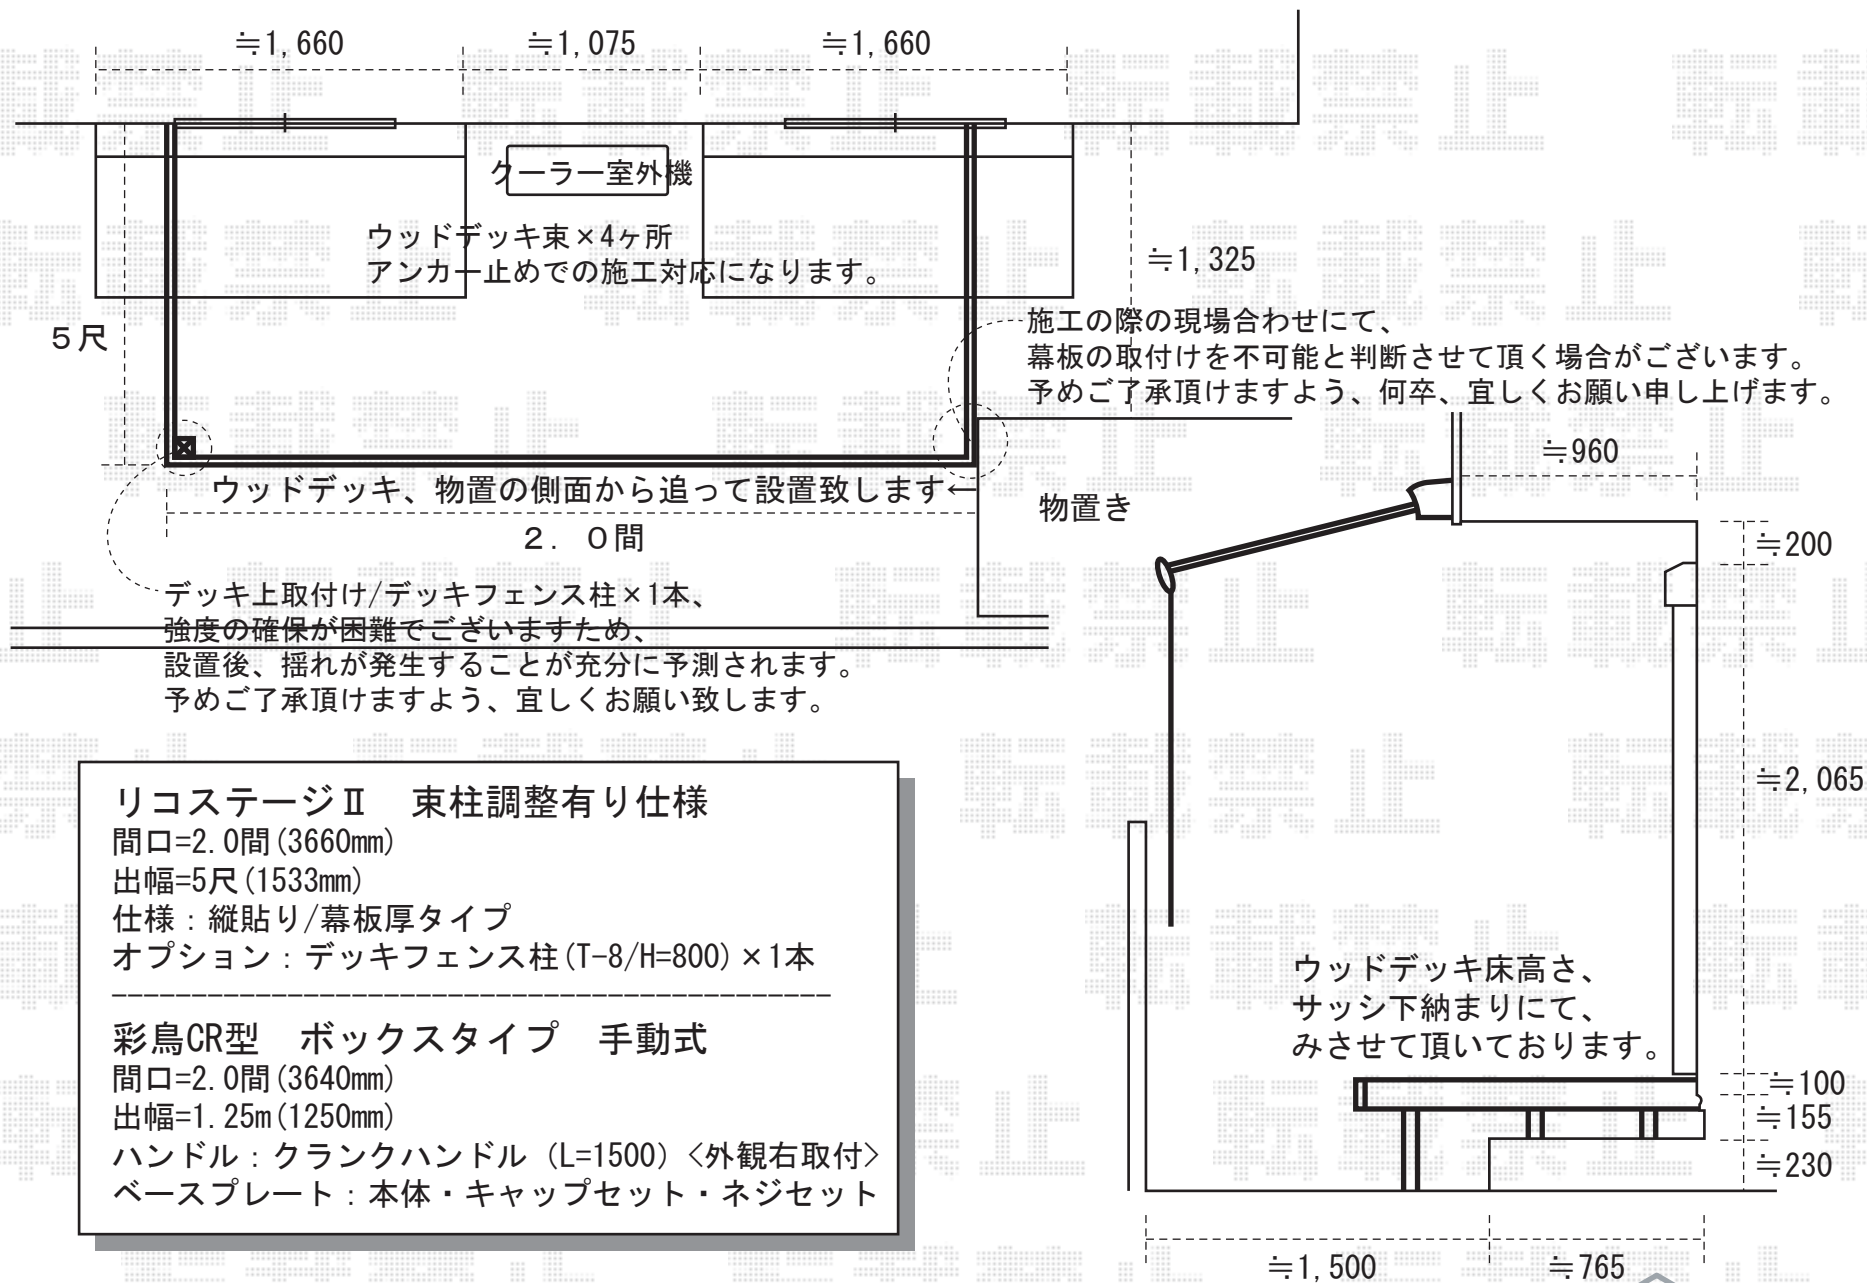 ≒1,660
≒1,075
≒1,660
クーラー室外機
ウッドデッキ束×4ヶ所
アンカー止めでの施工対応になります。
≒1,325
5尺
施工の際の現場合わせにて、
幕板の取付けを不可能と判断させて頂く場合がございます。
予めご了承頂けますよう、何卒、宜しくお願い申し上げます。
ウッドデッキ、物置の側面から追って設置致します←
2.0間
物置き
デッキ上取付け/デッキフェンス柱×1本、
強度の確保が困難でございますため、
設置後、揺れが発生することが充分に予測されます。
予めご了承頂けますよう、宜しくお願い致します。
≒960
≒200
≒2,065
ウッドデッキ床高さ、
サッシ下納まりにて、
みさせて頂いております。
≒100
≒155
≒230
≒1,500
≒765
リコステージⅡ 束柱調整有り仕様
間口=2.0間(3660mm)
出幅=5尺(1533mm)
仕様:縦貼り/幕板厚タイプ
オプション:デッキフェンス柱(T-8/H=800)×1本
彩鳥CR型 ボックスタイプ 手動式
間口=2.0間(3640mm)
出幅=1.25m(1250mm)
ハンドル:クランクハンドル (L=1500)<外観右取付>
ベースプレート:本体・キャップセット・ネジセット
転載禁止